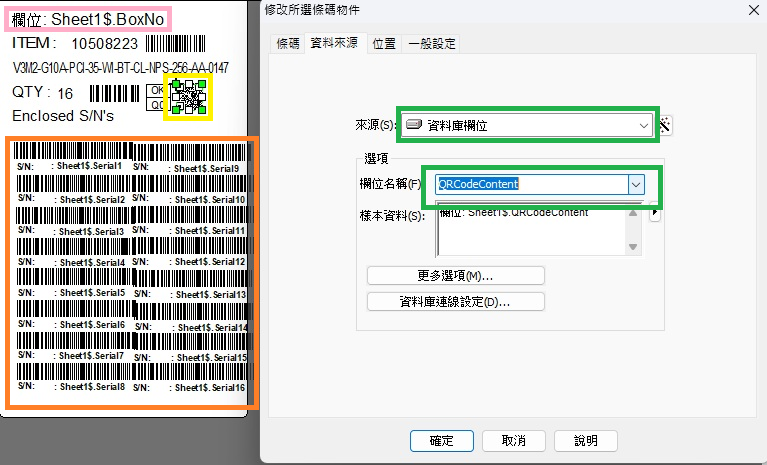 欄位: Sheet1$.BoxNo
ITEM : 10508223
V3M2-G10A-PCI-35-WI-BT-CL-NPS-256-AA-0147
QTY : 16
OK
QC
Enclosed S/N's
S/N: : Sheet1$.Serial1 S/N: : Sheet1$.Serial9
S/N: : Sheet1$.Serial2 S/N: : Sheet1$.Serial10
S/N: : Sheet1$.Serial3 S/N: : Sheet1$.Serial11
S/N: : Sheet1$.Serial4 S/N: : Sheet1$.Serial12
S/N: : Sheet1$.Serial5 S/N: : Sheet1$.Serial13
S/N: : Sheet1$.Serial6 S/N: : Sheet1$.Serial14
S/N: : Sheet1$.Serial7 S/N: : Sheet1$.Serial15
S/N: : Sheet1$.Serial8 S/N: : Sheet1$.Serial16
修改所選條碼物件
條碼 資料來源 位置 一般設定
來源(S): 資料庫欄位
選項
欄位名稱(F) QRCodeContent
樣本資料(S): 欄位: Sheet1$.QRCodeContent
更多選項(M)...
資料庫連線設定(D)...
確定 取消 說明